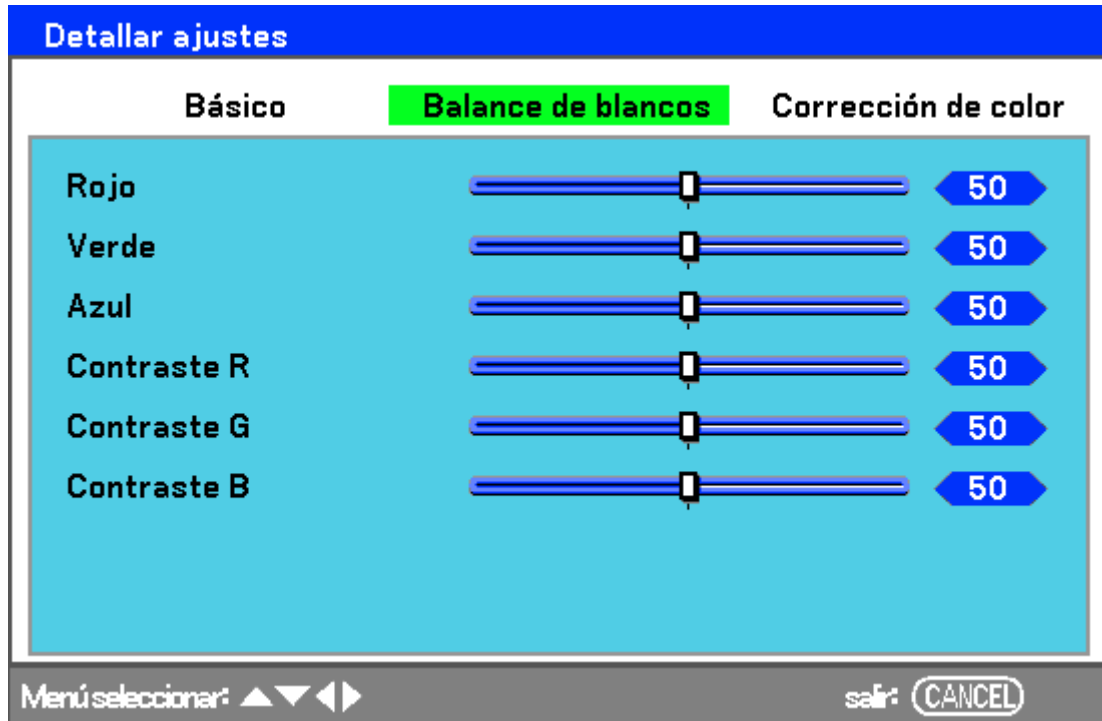 Detallar ajustes
Básico Balance de blancos Corrección de color
Rojo 50
Verde 50
Azul 50
Contraste R 50
Contraste G 50
Contraste B 50
Menú seleccionar: ▲▼◀▶ salir: CANCEL